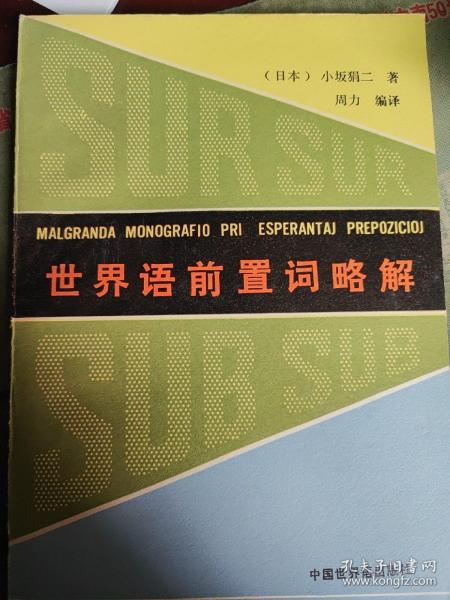 （日本） 小坂狷二 著
周力 编译
SUR SUR
MALGRANDA MONOGRAFIO PRI ESPERANTAJ PREPOZICIOJ
世界语前置词略解
SUB SUB
中国世界语出版社
孔夫子旧书网
kongfz.com